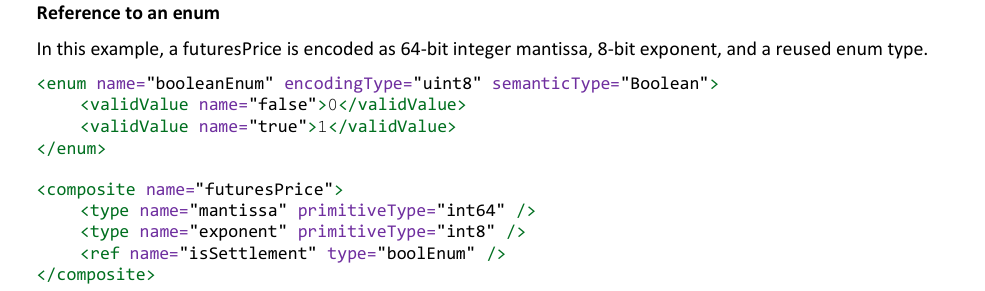 Reference to an enum
In this example, a futuresPrice is encoded as 64-bit integer mantissa, 8-bit exponent, and a reused enum type.
<enum name="booleanEnum" encodingType="uint8" semanticType="Boolean">
    <validValue name="false">0</validValue>
    <validValue name="true">1</validValue>
</enum>
<composite name="futuresPrice">
    <type name="mantissa" primitiveType="int64" />
    <type name="exponent" primitiveType="int8" />
    <ref name="isSettlement" type="boolEnum" />
</composite>